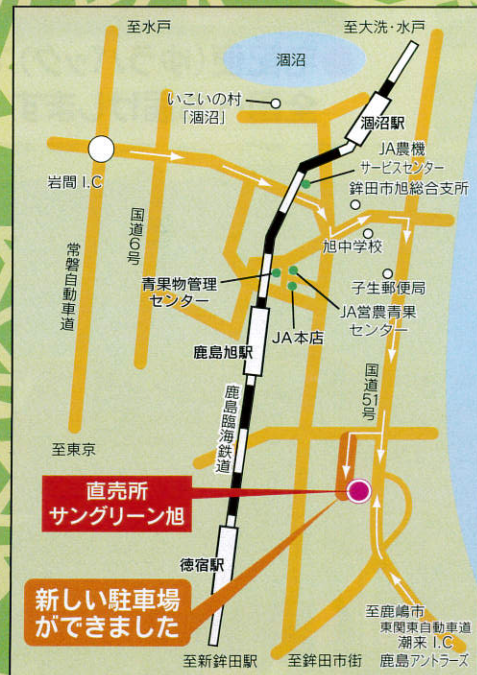 至水戸
至大洗・水戸
涸沼
いこいの村
「涸沼」
涸沼駅
JA農機
サービスセンター
岩間 I.C
鉾田市旭総合支所
国道6号
旭中学校
常磐自動車道
子生郵便局
青果物管理
センター
JA営農青果
センター
JA本店
鹿島旭駅
国道51号
鹿島臨海鉄道
至東京
直売所
サングリーン旭
徳宿駅
新しい駐車場
ができました
至鹿嶋市
東関東自動車道
潮来 I.C
鹿島アントラーズ
至新鉾田駅
至鉾田市街